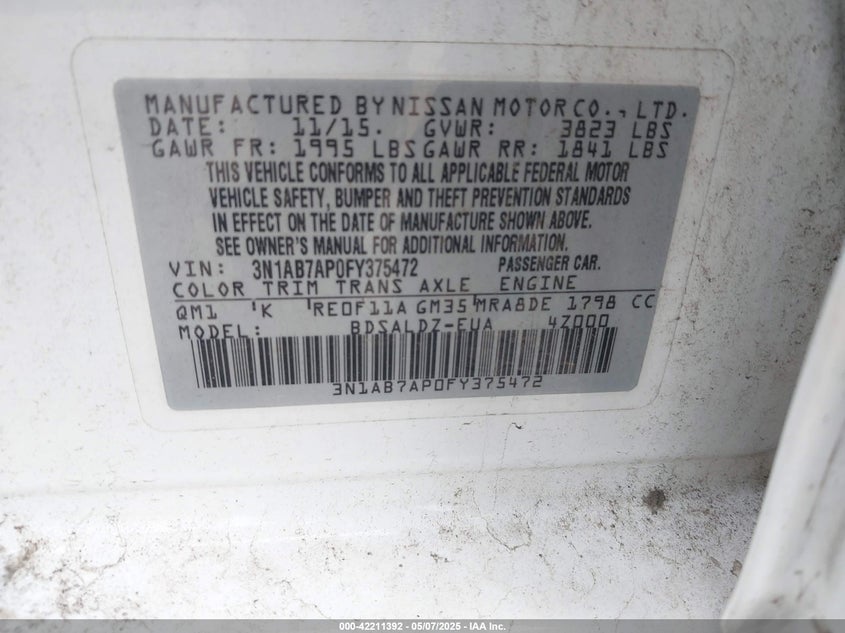 MANUFACTURED BY NISSAN MOTOR CO., LTD.
DATE: 11/15. GVWR: 3823 LBS
GAWR FR: 1995 LBS GAWR RR: 1841 LBS
THIS VEHICLE CONFORMS TO ALL APPLICABLE FEDERAL MOTOR
VEHICLE SAFETY, BUMPER AND THEFT PREVENTION STANDARDS
IN EFFECT ON THE DATE OF MANUFACTURE SHOWN ABOVE.
SEE OWNER'S MANUAL FOR ADDITIONAL INFORMATION.
VIN: 3N1AB7AP0FY375472 PASSENGER CAR.
COLOR TRIM TRANS AXLE ENGINE
QM1 'K 'RE0F11A GM35 'MRA8DE 1798 CC
MODEL: BDSALDZ-EUA 4Z000
3N1AB7AP0FY375472
000-42211392 - 05/07/2025 - IAA Inc.